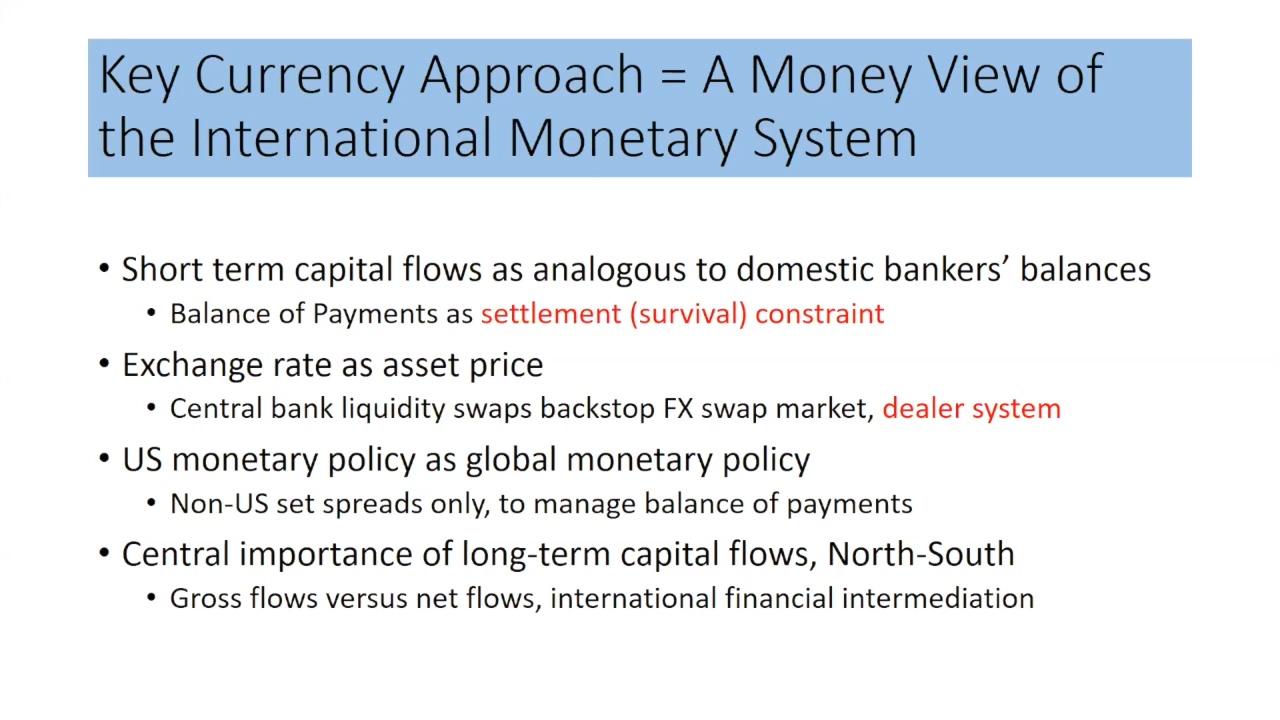 Key Currency Approach = A Money View of
the International Monetary System
• Short term capital flows as analogous to domestic bankers’ balances
• Balance of Payments as settlement (survival) constraint
• Exchange rate as asset price
• Central bank liquidity swaps backstop FX swap market, dealer system
• US monetary policy as global monetary policy
• Non-US set spreads only, to manage balance of payments
• Central importance of long-term capital flows, North-South
• Gross flows versus net flows, international financial intermediation